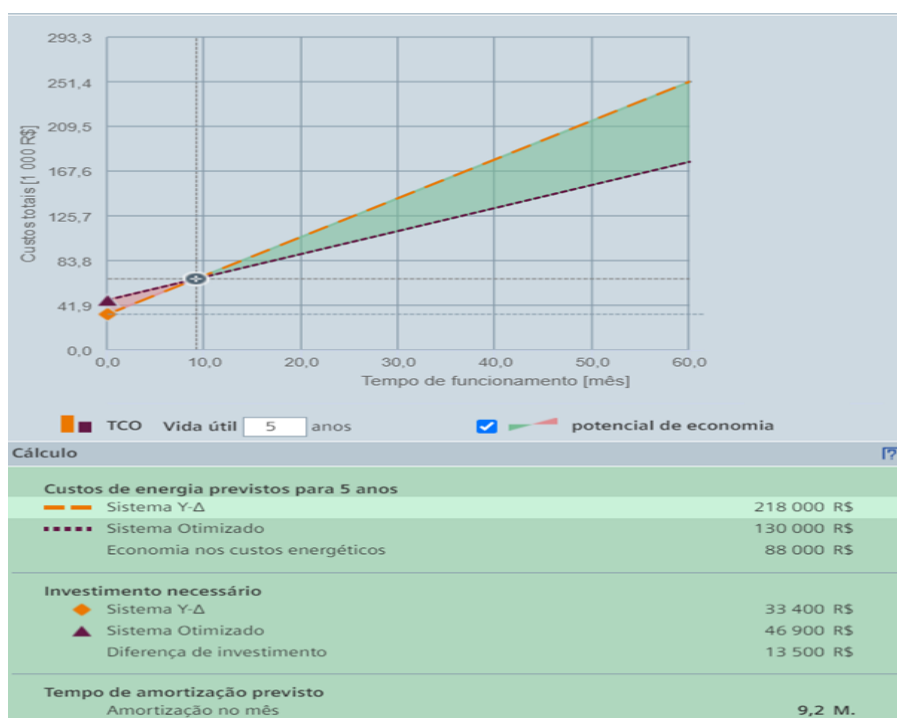 293,3
251,4
209,5
167,6
125,7
83,8
41,9
0,0
Custos totais [1 000 R$]
0,0 10,0 20,0 30,0 40,0 50,0 60,0
Tempo de funcionamento [mês]
TCO Vida útil 5 anos potencial de economia
Cálculo ?
Custos de energia previstos para 5 anos
Sistema Y-Δ 218 000 R$
Sistema Otimizado 130 000 R$
Economia nos custos energéticos 88 000 R$
Investimento necessário
Sistema Y-Δ 33 400 R$
Sistema Otimizado 46 900 R$
Diferença de investimento 13 500 R$
Tempo de amortização previsto
Amortização no mês 9,2 M.